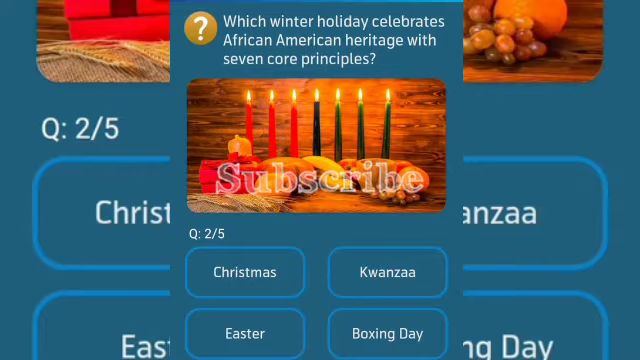 ?
Which winter holiday celebrates
African American heritage with
seven core principles?
Subscribe
Q: 2/5
Christmas
Kwanzaa
Easter
Boxing Day
Q: 2/5
Christ
anzaa
East
ng Day